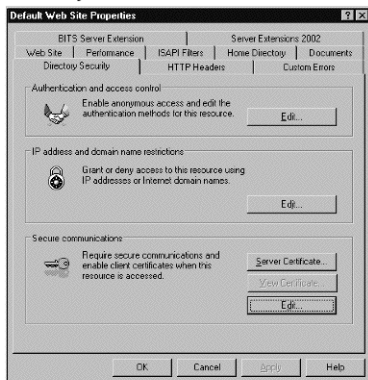 Default Web Site Properties
BITS Server Extension Server Extensions 2002
Web Site Performance ISAPI Filters Home Directory Documents
Directory Security HTTP Headers Custom Errors
Authentication and access control
Enable anonymous access and edit the
authentication methods for this resource.
Edit...
IP address and domain name restrictions
Grant or deny access to this resource using
IP addresses or Internet domain names.
Edit...
Secure communications
Require secure communications and
enable client certificates when this
resource is accessed.
Server Certificate...
View Certificate...
Edit...
OK Cancel Apply Help